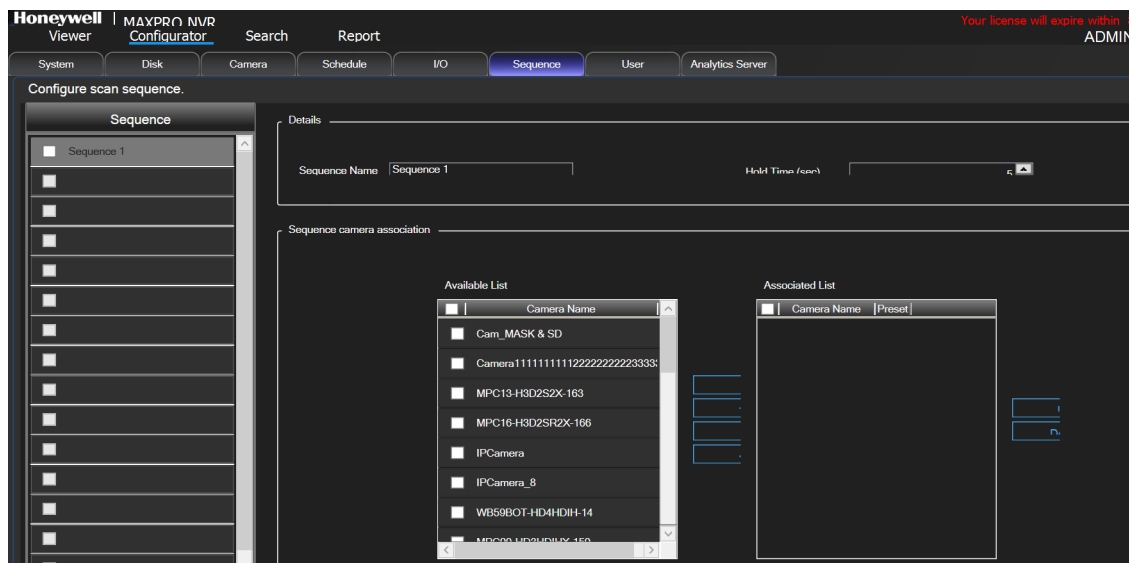 Honeywell | MAXPRO NVR
Your license will expire within
Viewer Configurator Search Report
ADMIN
System Disk Camera Schedule I/O Sequence User Analytics Server
Configure scan sequence.
Sequence
Details
Sequence 1
Sequence Name Sequence 1 Hold Time (sec) 5
Sequence camera association
Available List Associated List
Camera Name Camera Name Preset
Cam_MASK & SD
Camera1111111111222222222233333
MPC13-H3D2S2X-163
MPC16-H3D2SR2X-166
IPCamera
IPCamera_8
WB59BOT-HD4HDIH-14